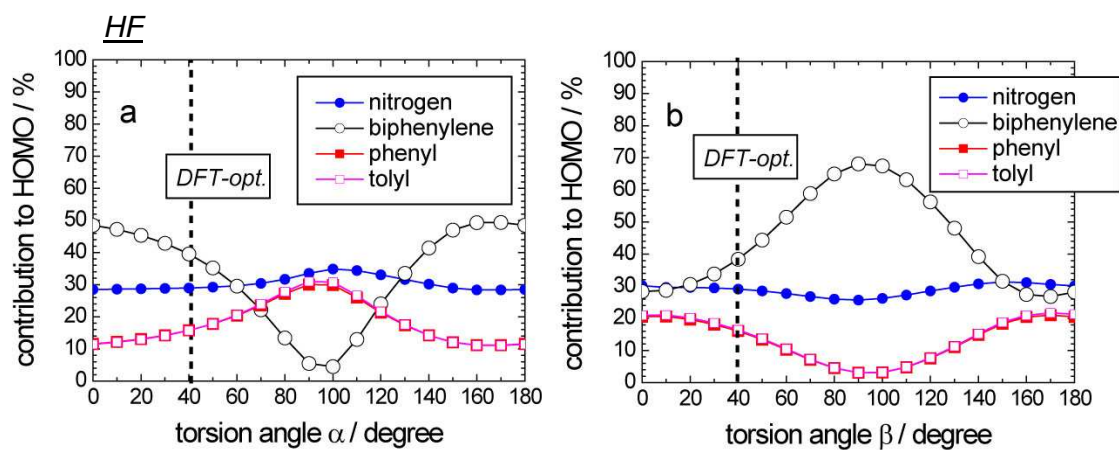 HF
contribution to HOMO / %
100
90
80
70
60
50
40
30
20
10
0
a
nitrogen
biphenylene
phenyl
tolyl
DFT-opt.
0 20 40 60 80 100 120 140 160 180
torsion angle α / degree
contribution to HOMO / %
100
90
80
70
60
50
40
30
20
10
0
b
nitrogen
biphenylene
phenyl
tolyl
DFT-opt.
0 20 40 60 80 100 120 140 160 180
torsion angle β / degree